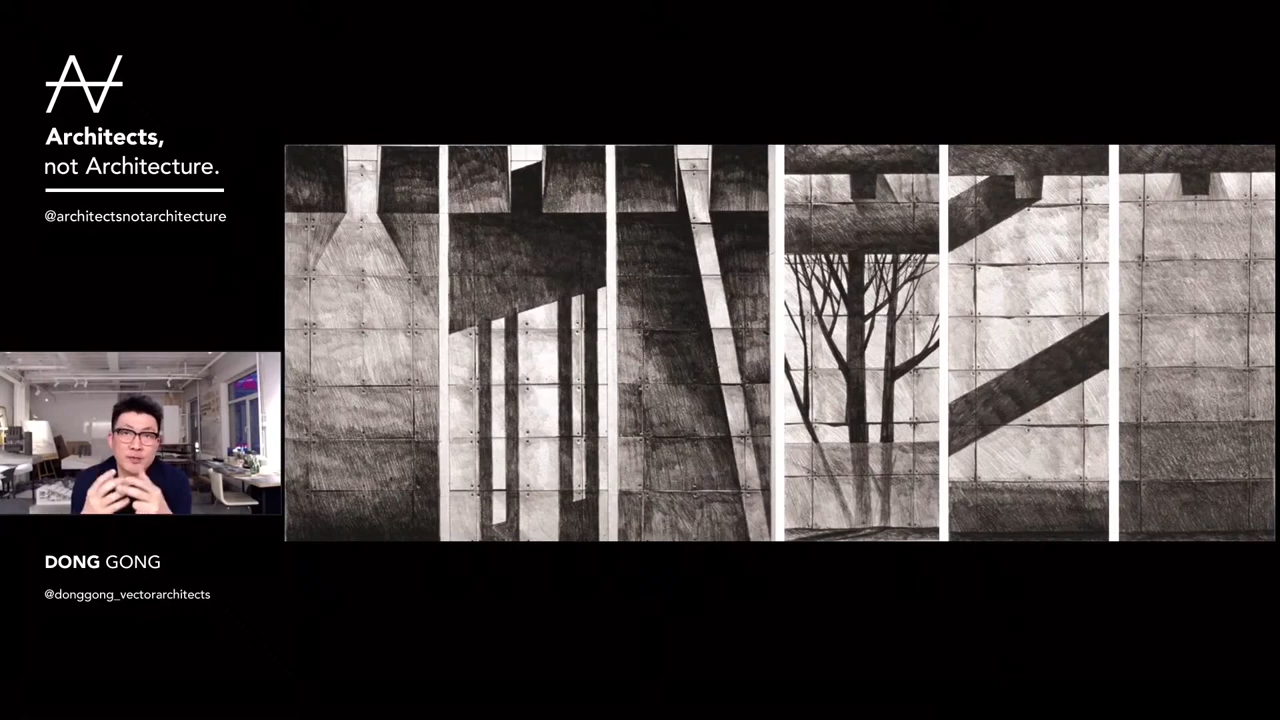 Architects,
not Architecture.
@architectsnotarchitecture
DONG GONG
@donggong_vectorarchitects